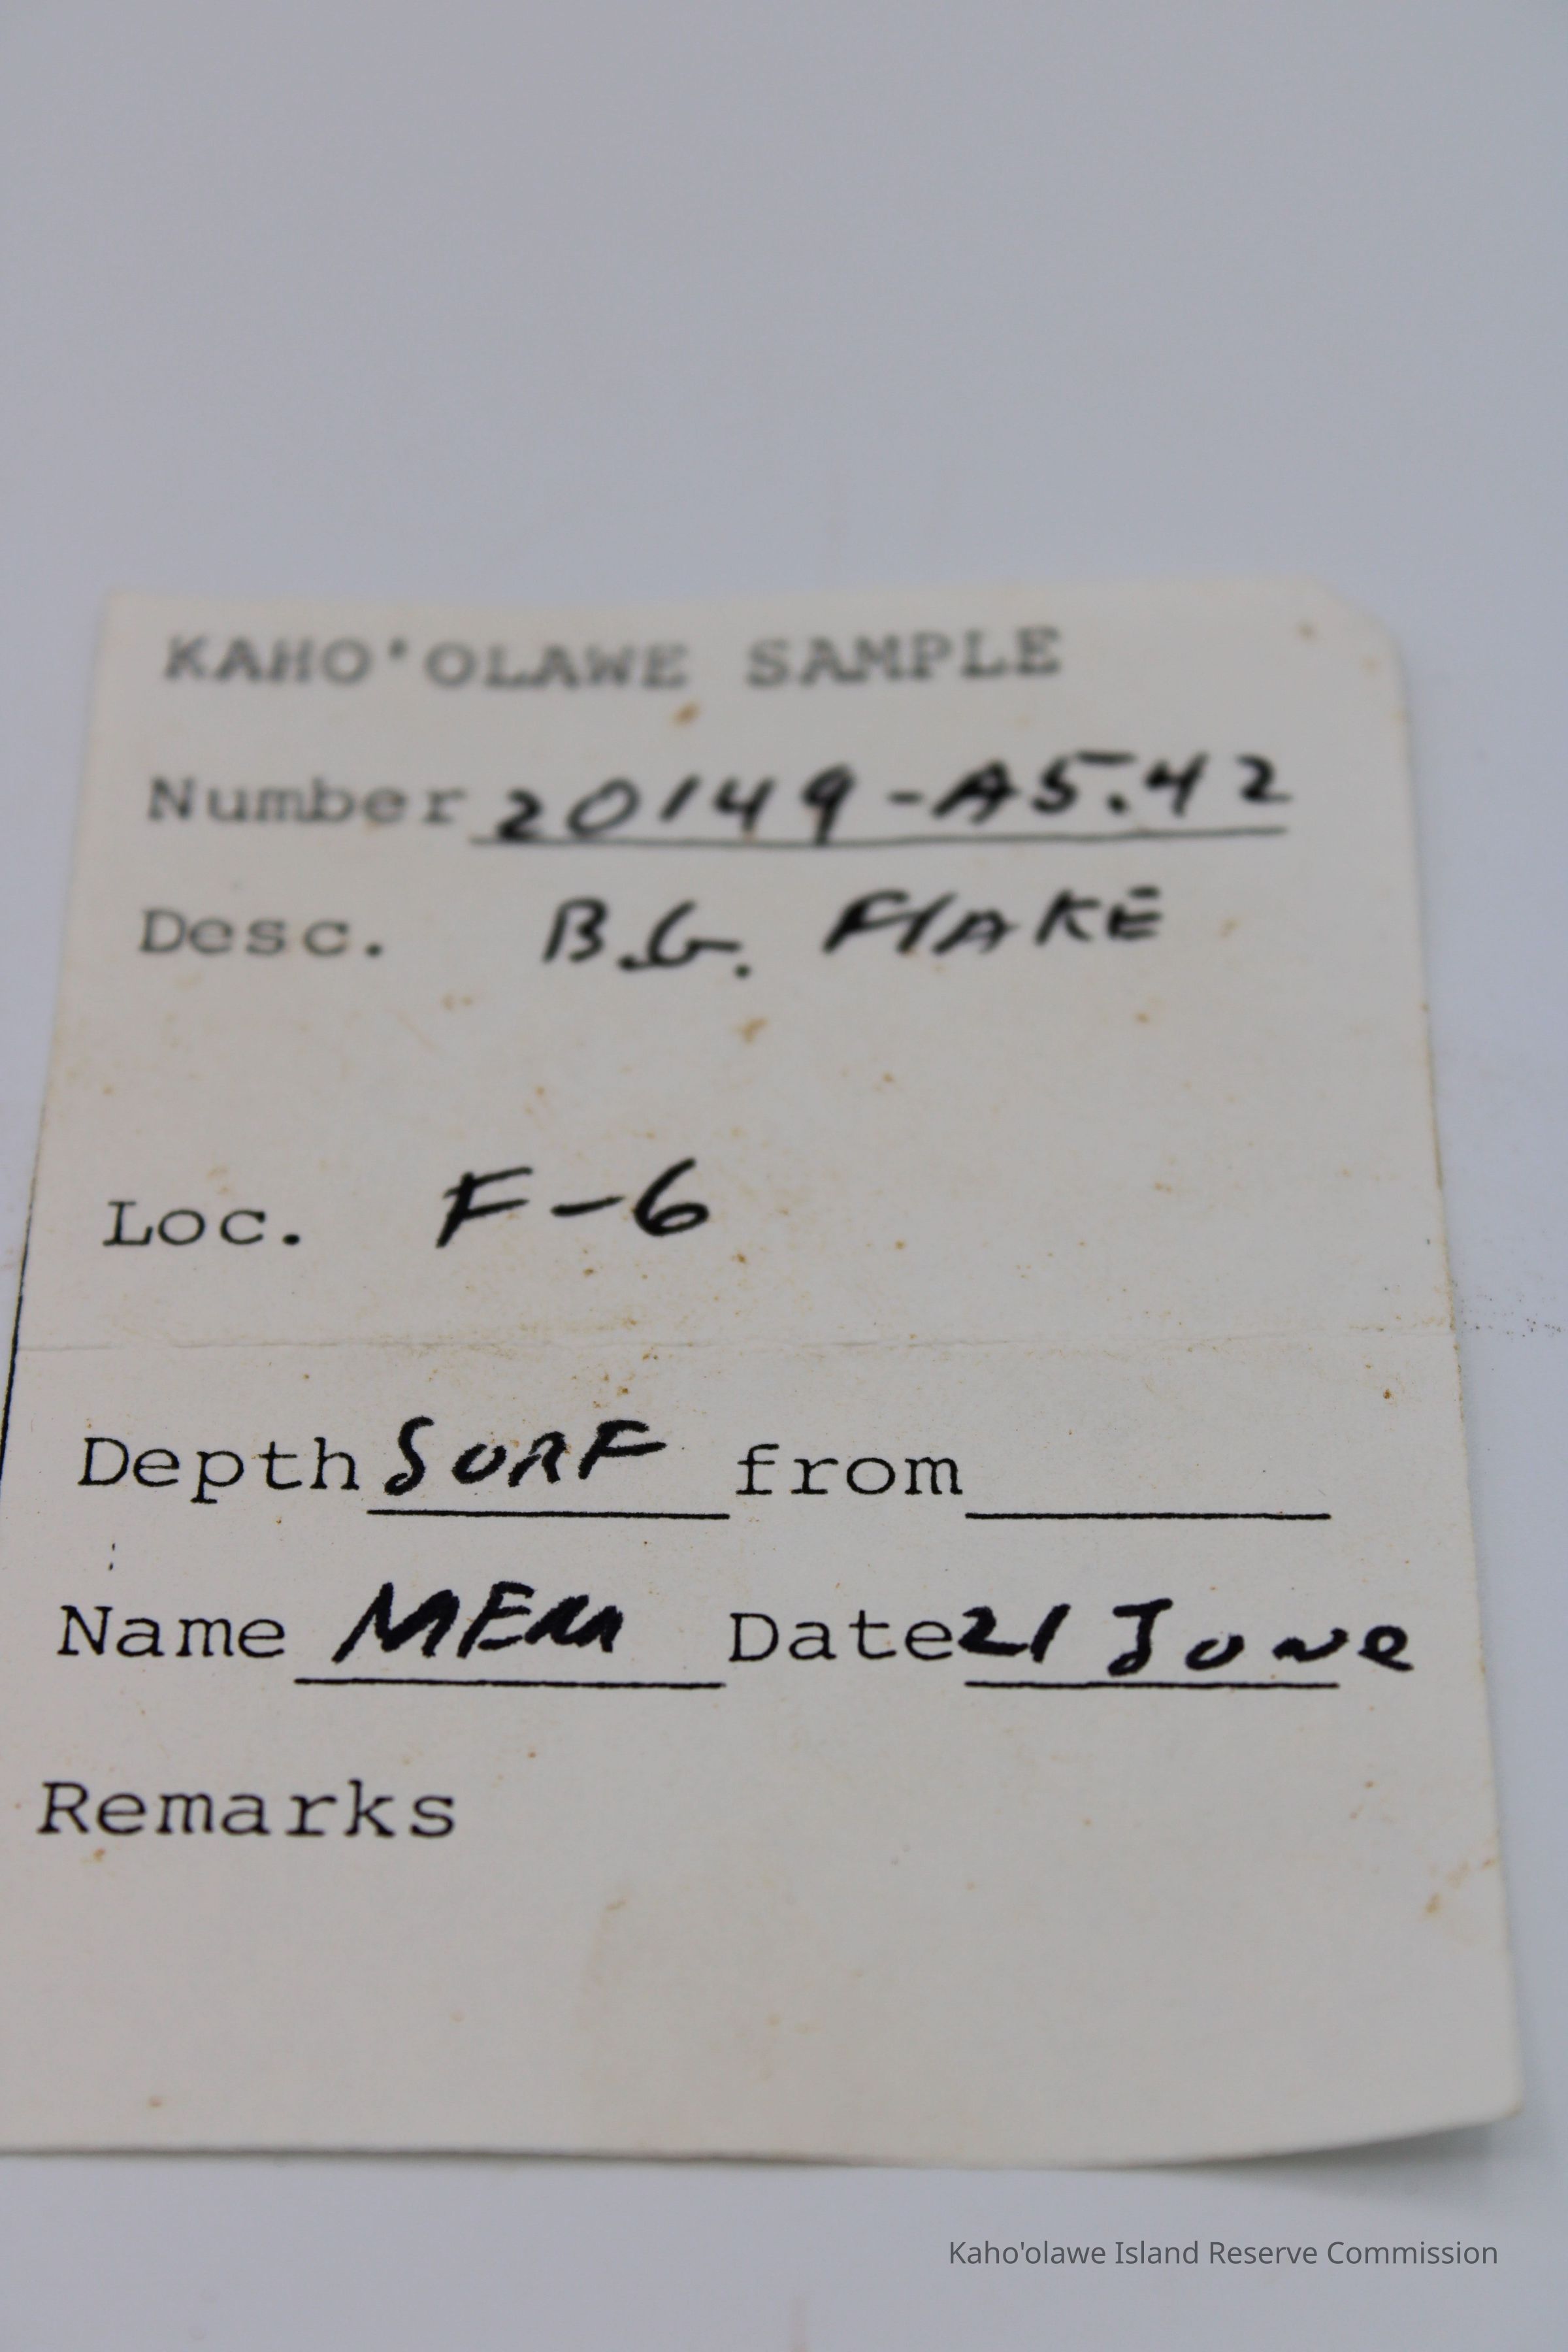 KAHO'OLAWE SAMPLE
Number 20149-A5.42
Desc. B.G. FlAKE
Loc. F-6
Depth SURF from
Name MEM Date 21 June
Remarks
Kaho'olawe Island Reserve Commission